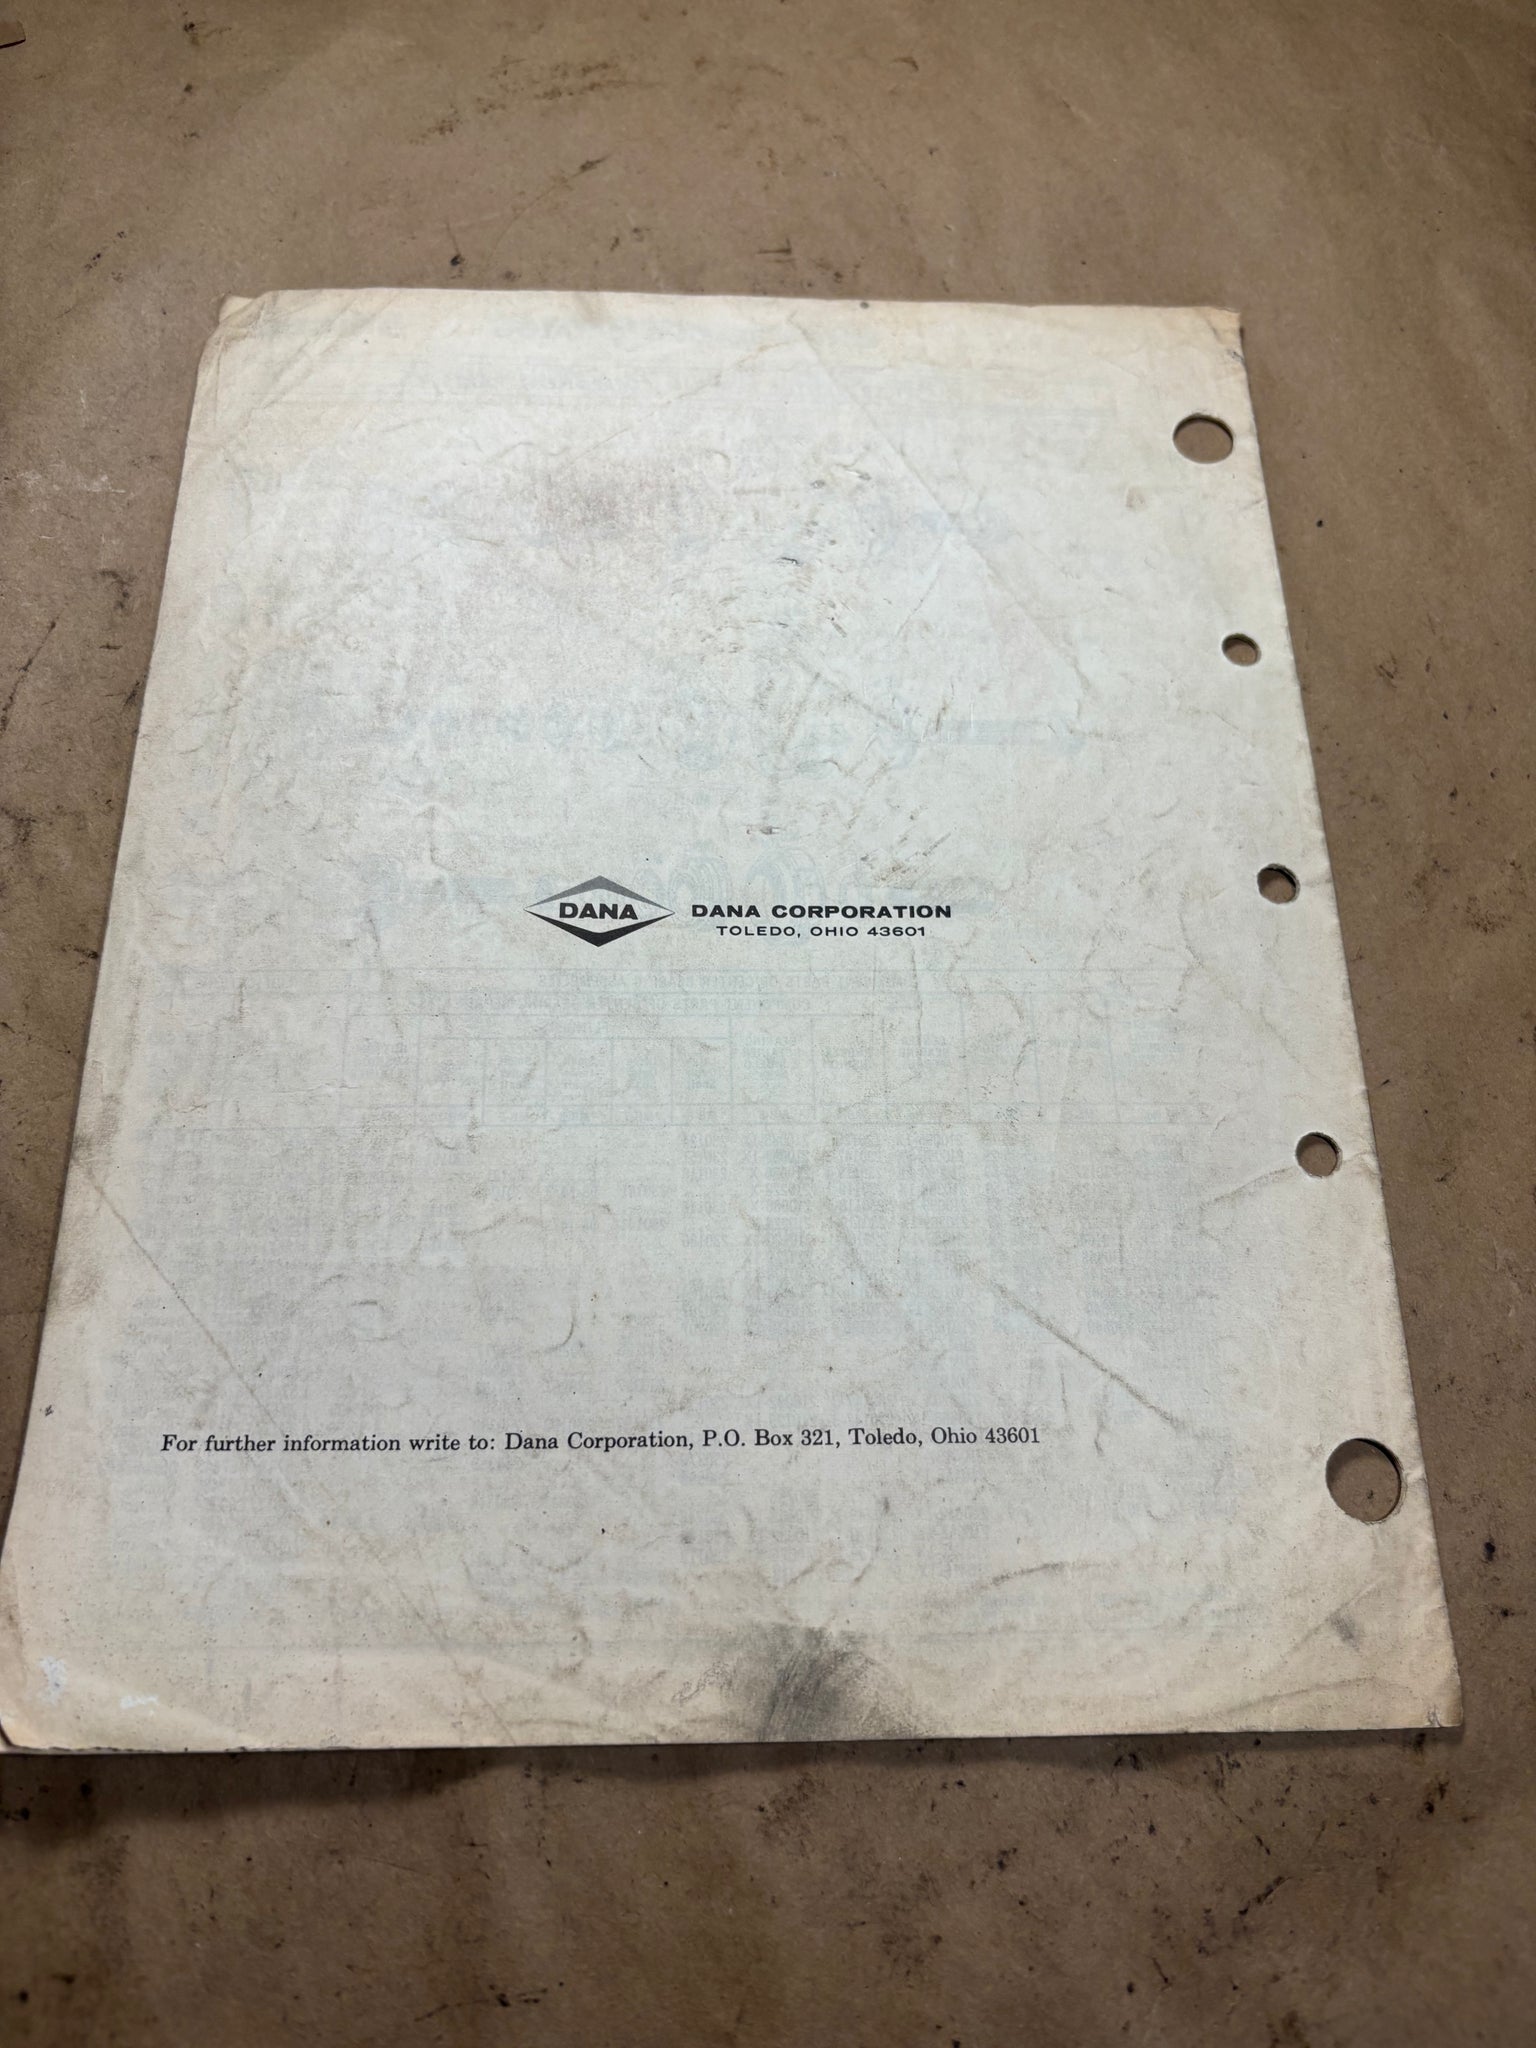 DANA
DANA CORPORATION
TOLEDO, OHIO 43601
For further information write to: Dana Corporation, P.O. Box 321, Toledo, Ohio 43601